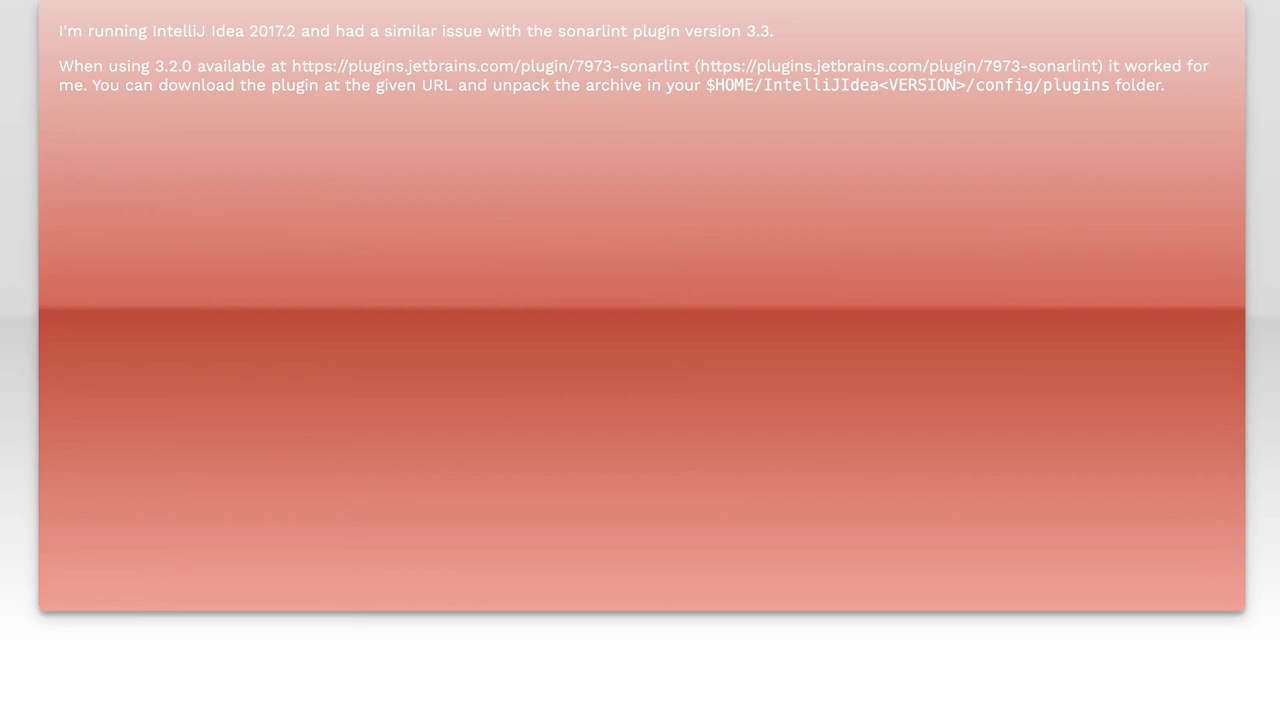 I'm running IntelliJ Idea 2017.2 and had a similar issue with the sonarlint plugin version 3.3.
When using 3.2.0 available at https://plugins.jetbrains.com/plugin/7973-sonarlint (https://plugins.jetbrains.com/plugin/7973-sonarlint) it worked for
me. You can download the plugin at the given URL and unpack the archive in your $HOME/IntelliJIdea<VERSION>/config/plugins folder.